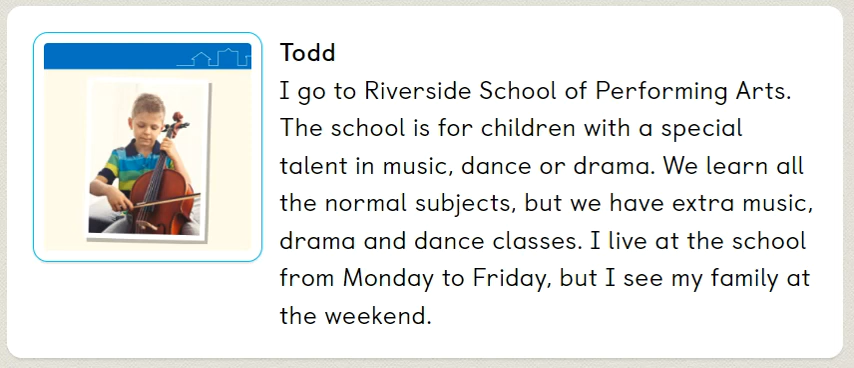 Todd
I go to Riverside School of Performing Arts.
The school is for children with a special
talent in music, dance or drama. We learn all
the normal subjects, but we have extra music,
drama and dance classes. I live at the school
from Monday to Friday, but I see my family at
the weekend.